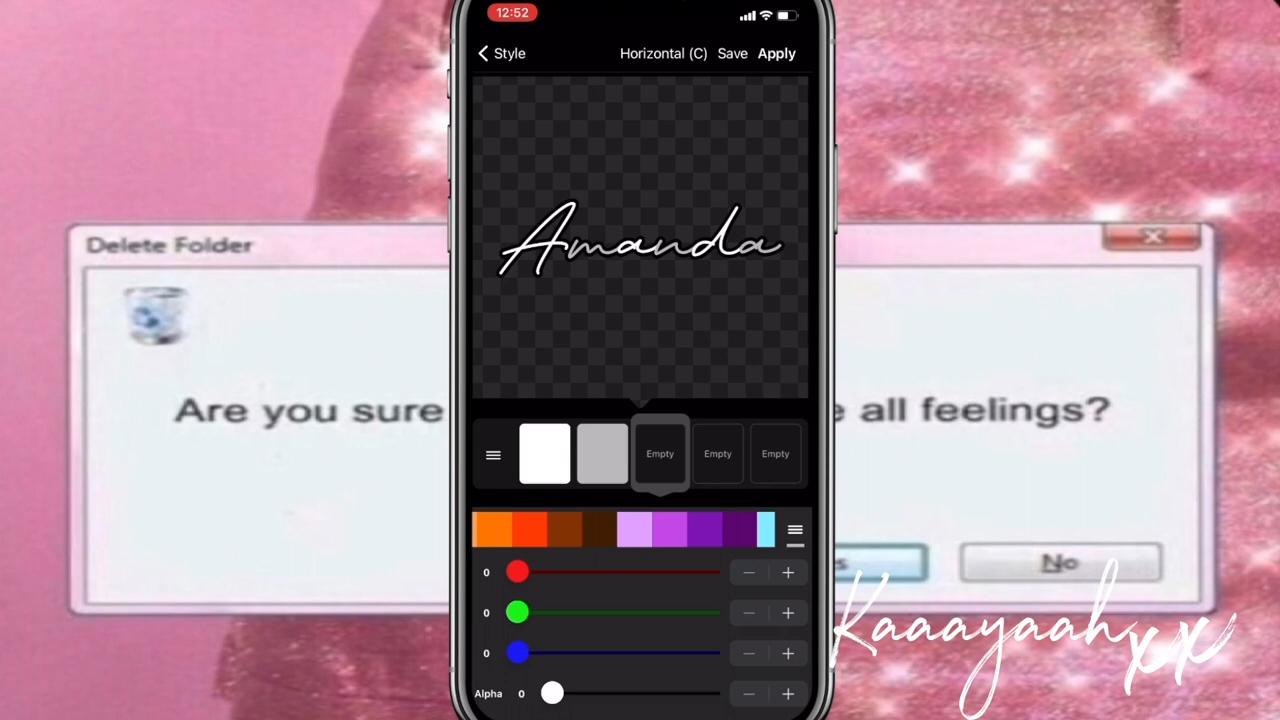 12:52
Style Horizontal (C) Save Apply
Amanda
Delete Folder
Are you sure
all feelings?
Empty Empty Empty
0
0
0
Alpha 0
No
Kaaayaahxx